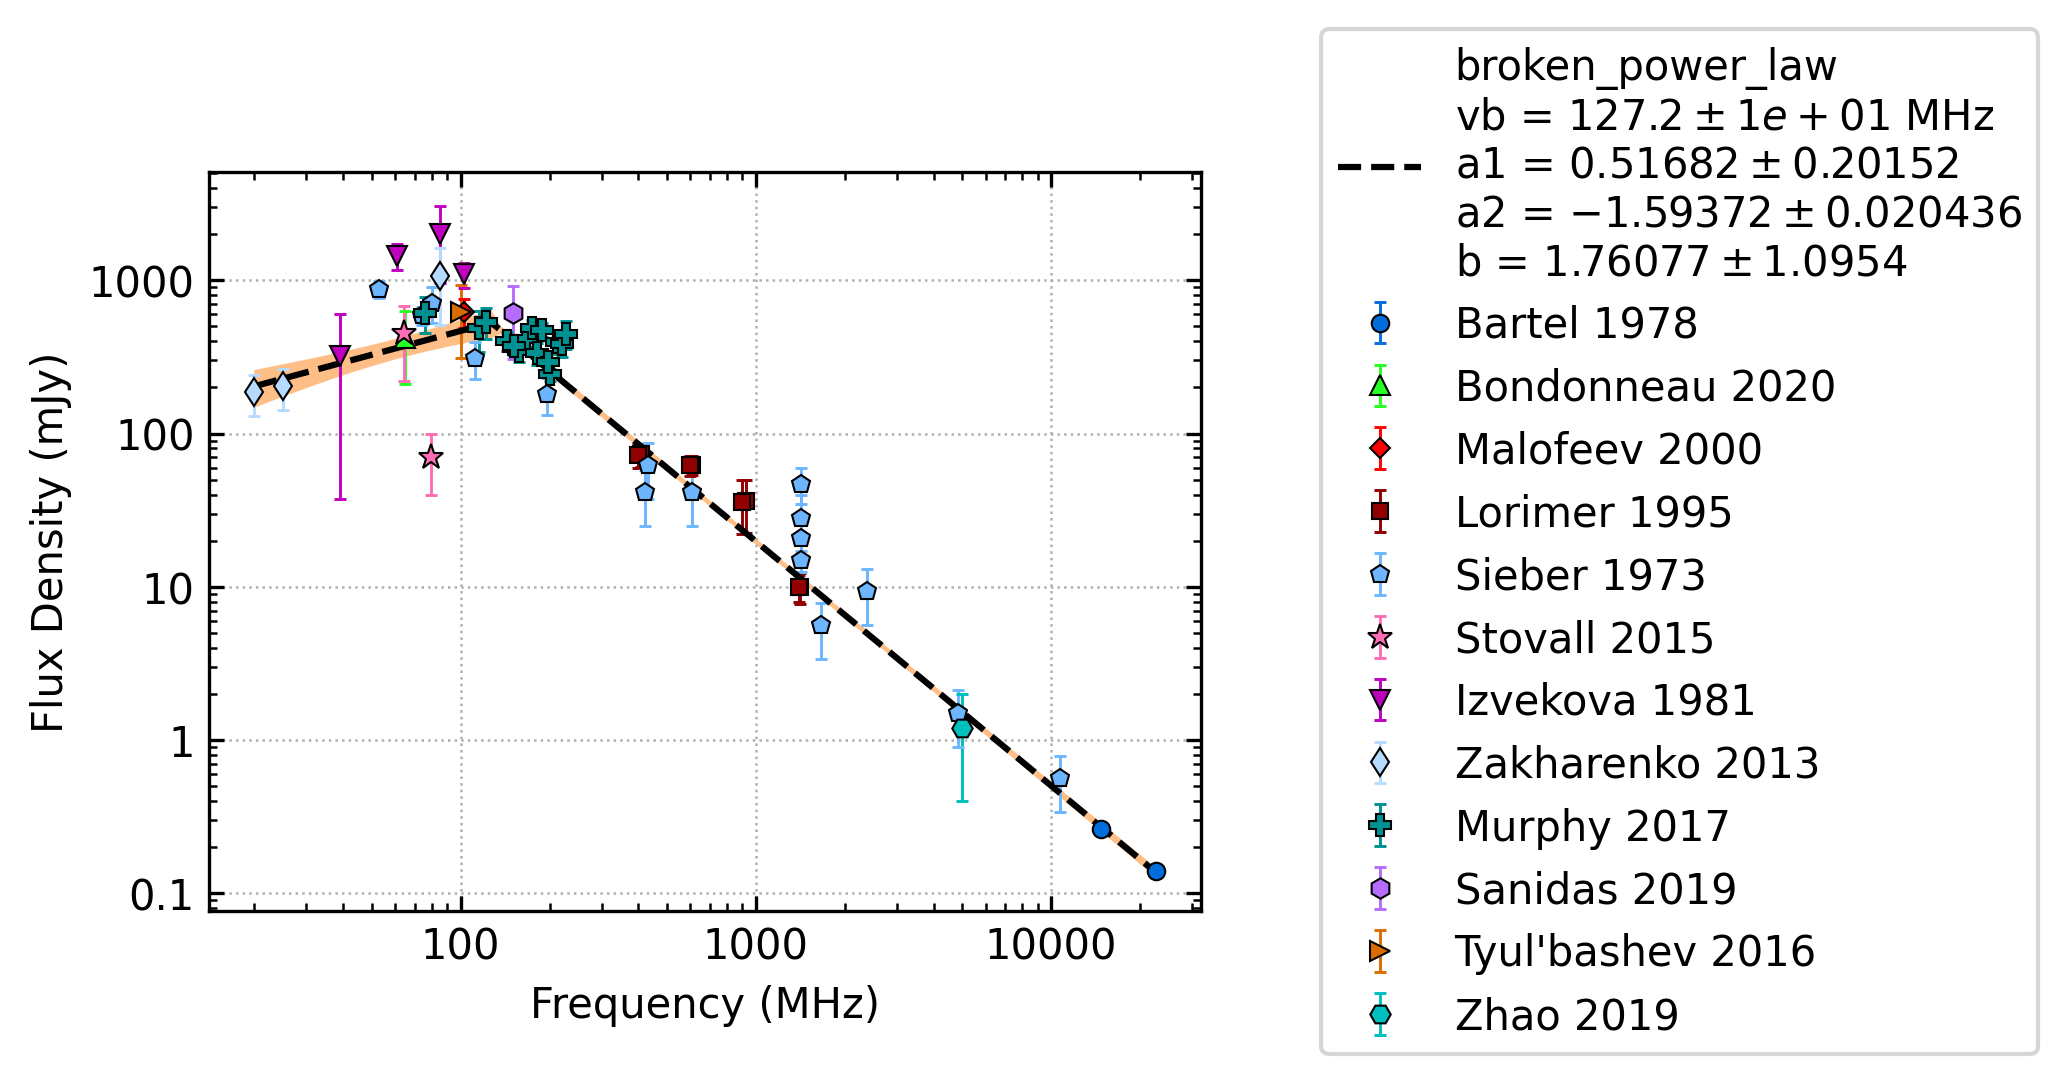 1000
100
10
1
0.1
Flux Density (mJy)
100
1000
10000
Frequency (MHz)
broken_power_law
vb = 127.2 ± 1e + 01 MHz
a1 = 0.51682 ± 0.20152
a2 = −1.59372 ± 0.020436
b = 1.76077 ± 1.0954
Bartel 1978
Bondonneau 2020
Malofeev 2000
Lorimer 1995
Sieber 1973
Stovall 2015
Izvekova 1981
Zakharenko 2013
Murphy 2017
Sanidas 2019
Tyul'bashev 2016
Zhao 2019